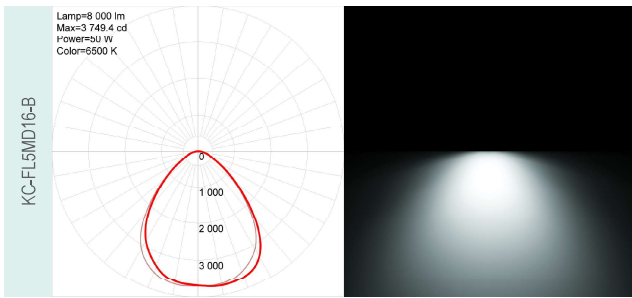 KC-FL5MD16-B
Lamp=8 000 lm
Max=3 749.4 cd
Power=50 W
Color=6500 K
0
1 000
2 000
3 000